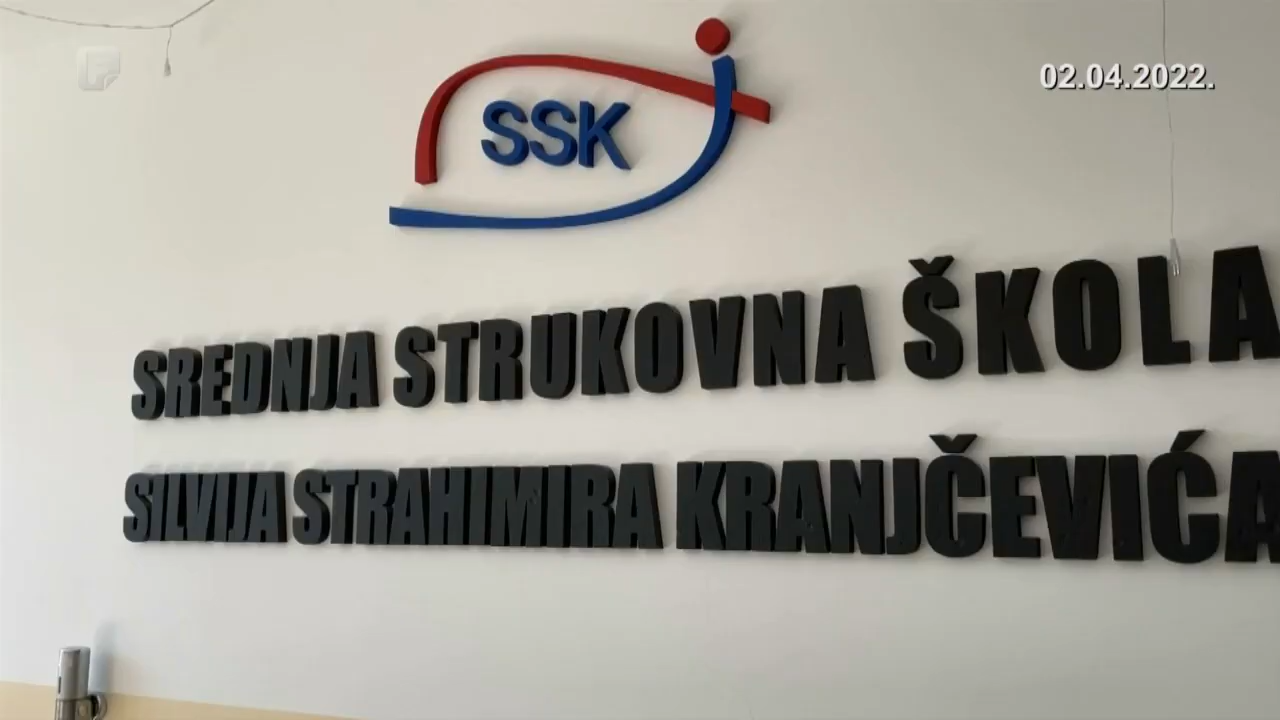 02.04.2022.
SSK
SREDNJA STRUKOVNA ŠKOLA
SILVIJA STRAHIMIRA KRANJČEVIĆA